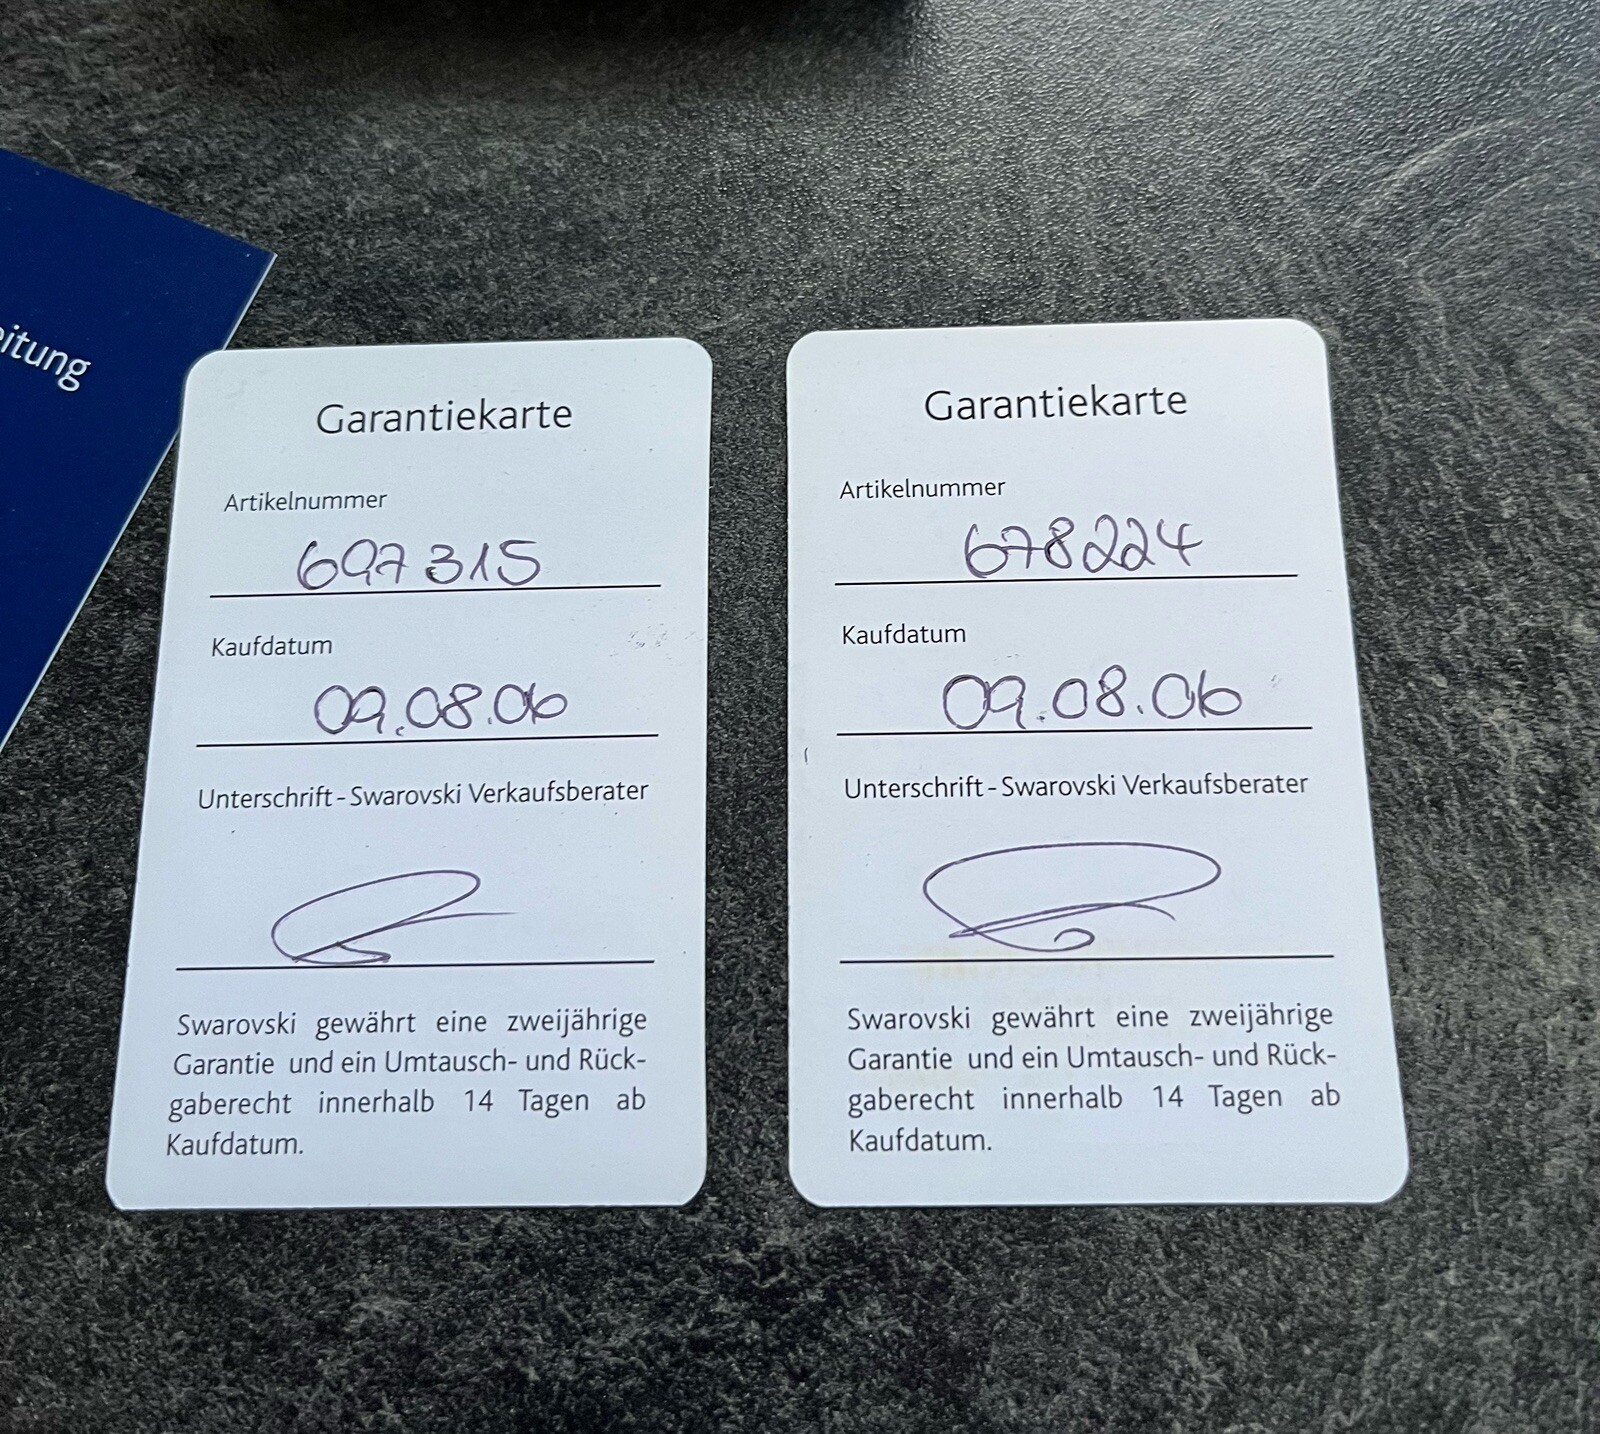 eitung
Garantiekarte
Artikelnummer
697315
Kaufdatum
09.08.06
Unterschrift - Swarovski Verkaufsberater
Swarovski gewährt eine zweijährige
Garantie und ein Umtausch- und Rück-
gaberecht innerhalb 14 Tagen ab
Kaufdatum.
Garantiekarte
Artikelnummer
678224
Kaufdatum
09.08.06
Unterschrift - Swarovski Verkaufsberater
Swarovski gewährt eine zweijährige
Garantie und ein Umtausch- und Rück-
gaberecht innerhalb 14 Tagen ab
Kaufdatum.